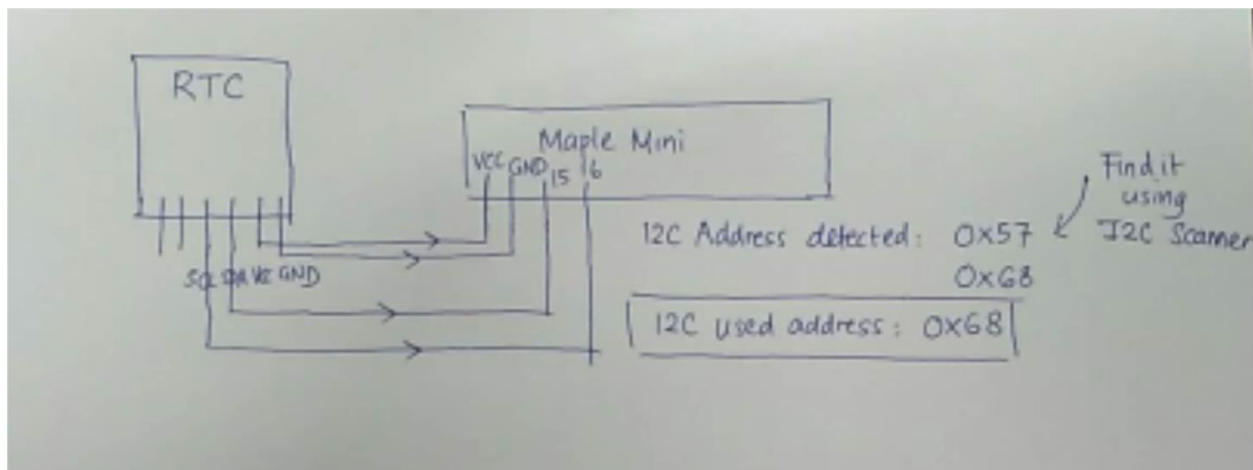 RTC
Maple Mini
VCC GND 15 16
SCL SDA VCC GND
I2C Address detected: 0X57
0X68
Find it
using
I2C Scanner
I2C used address: 0X68